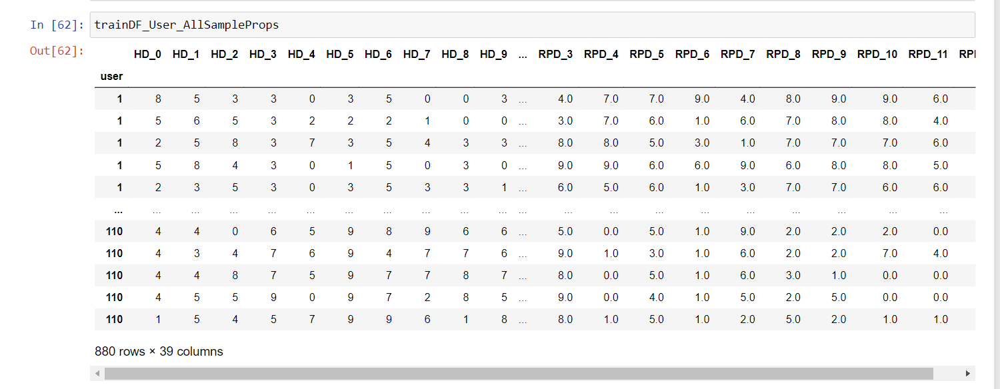 In [62]: trainDF_User_AllSampleProps
Out[62]:
HD_0 HD_1 HD_2 HD_3 HD_4 HD_5 HD_6 HD_7 HD_8 HD_9 ... RPD_3 RPD_4 RPD_5 RPD_6 RPD_7 RPD_8 RPD_9 RPD_10 RPD_11
user
1 8 5 3 3 0 3 5 0 0 3 ... 4.0 7.0 7.0 9.0 4.0 8.0 9.0 9.0 6.0
1 5 6 5 3 2 2 2 1 0 0 ... 3.0 7.0 6.0 1.0 6.0 7.0 8.0 8.0 4.0
1 2 5 8 3 7 3 5 4 3 3 ... 8.0 8.0 5.0 3.0 1.0 7.0 7.0 7.0 6.0
1 5 8 4 3 0 1 5 0 3 0 ... 9.0 9.0 6.0 6.0 9.0 6.0 8.0 8.0 5.0
1 2 3 5 3 0 3 5 3 3 1 ... 6.0 5.0 6.0 1.0 3.0 7.0 7.0 6.0 6.0
... ... ... ... ... ... ... ... ... ... ... ... ... ... ... ... ... ... ... ... ...
110 4 4 0 6 5 9 8 9 6 6 ... 5.0 0.0 5.0 1.0 9.0 2.0 2.0 2.0 0.0
110 4 3 4 7 6 9 4 7 7 6 ... 9.0 1.0 3.0 1.0 6.0 2.0 2.0 7.0 4.0
110 4 4 8 7 5 9 7 7 8 7 ... 8.0 0.0 5.0 1.0 6.0 3.0 1.0 0.0 0.0
110 4 5 5 9 0 9 7 2 8 5 ... 9.0 0.0 4.0 1.0 5.0 2.0 5.0 0.0 0.0
110 1 5 4 5 7 9 9 6 1 8 ... 8.0 1.0 5.0 1.0 2.0 5.0 2.0 1.0 1.0
880 rows × 39 columns